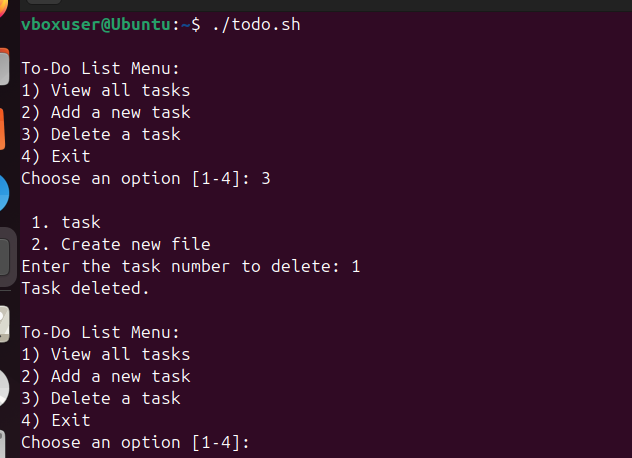 vboxuser@Ubuntu:~$ ./todo.sh
To-Do List Menu:
1) View all tasks
2) Add a new task
3) Delete a task
4) Exit
Choose an option [1-4]: 3
1. task
2. Create new file
Enter the task number to delete: 1
Task deleted.
To-Do List Menu:
1) View all tasks
2) Add a new task
3) Delete a task
4) Exit
Choose an option [1-4]: